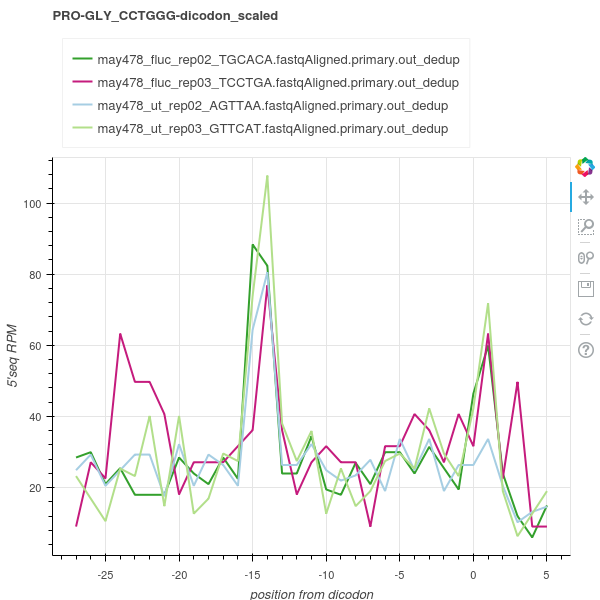 PRO-GLY_CCTGGG-dicodon_scaled
may478_fluc_rep02_TGCACA.fastqAligned.primary.out_dedup
may478_fluc_rep03_TCCTGA.fastqAligned.primary.out_dedup
may478_ut_rep02_AGTTAA.fastqAligned.primary.out_dedup
may478_ut_rep03_GTTCAT.fastqAligned.primary.out_dedup
100
80
60
40
20
5'seq RPM
-25 -20 -15 -10 -5 0 5
position from dicodon